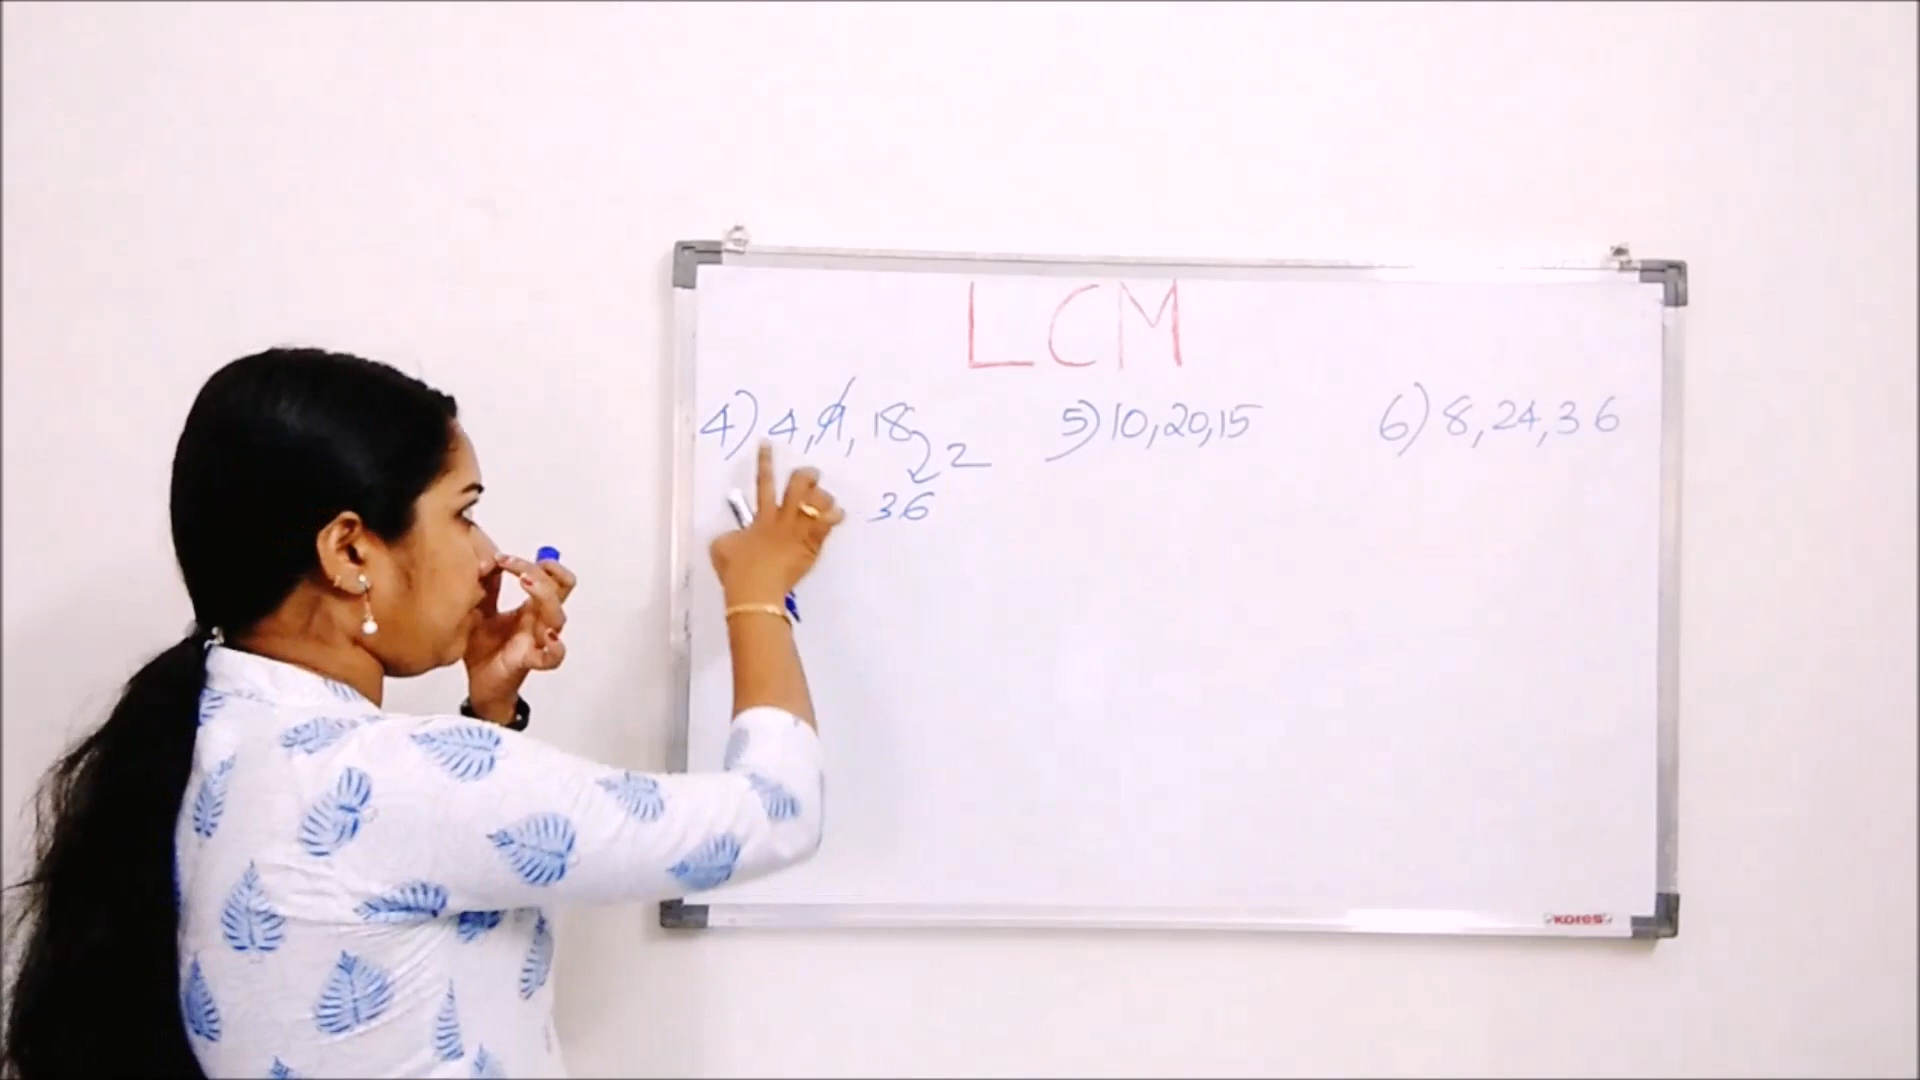 LCM
4) 4, 9, 18 2
36
5) 10, 20, 15
6) 8, 24, 36
KOReS